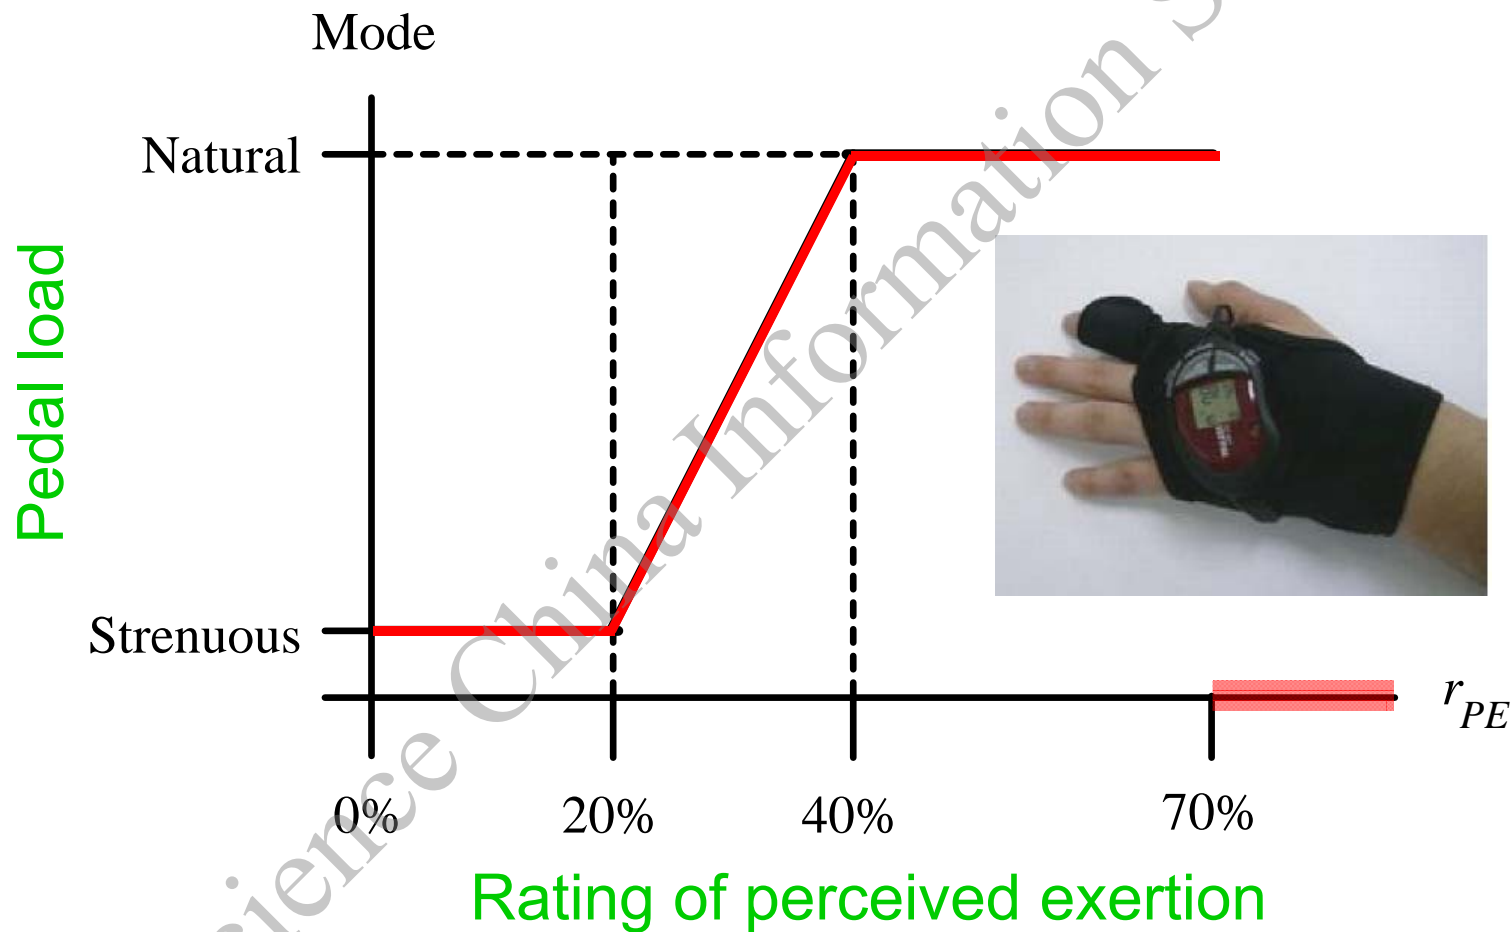 Mode
Natural
Pedal load
Strenuous
r_PE
0% 20% 40% 70%
Rating of perceived exertion
Science China Information S